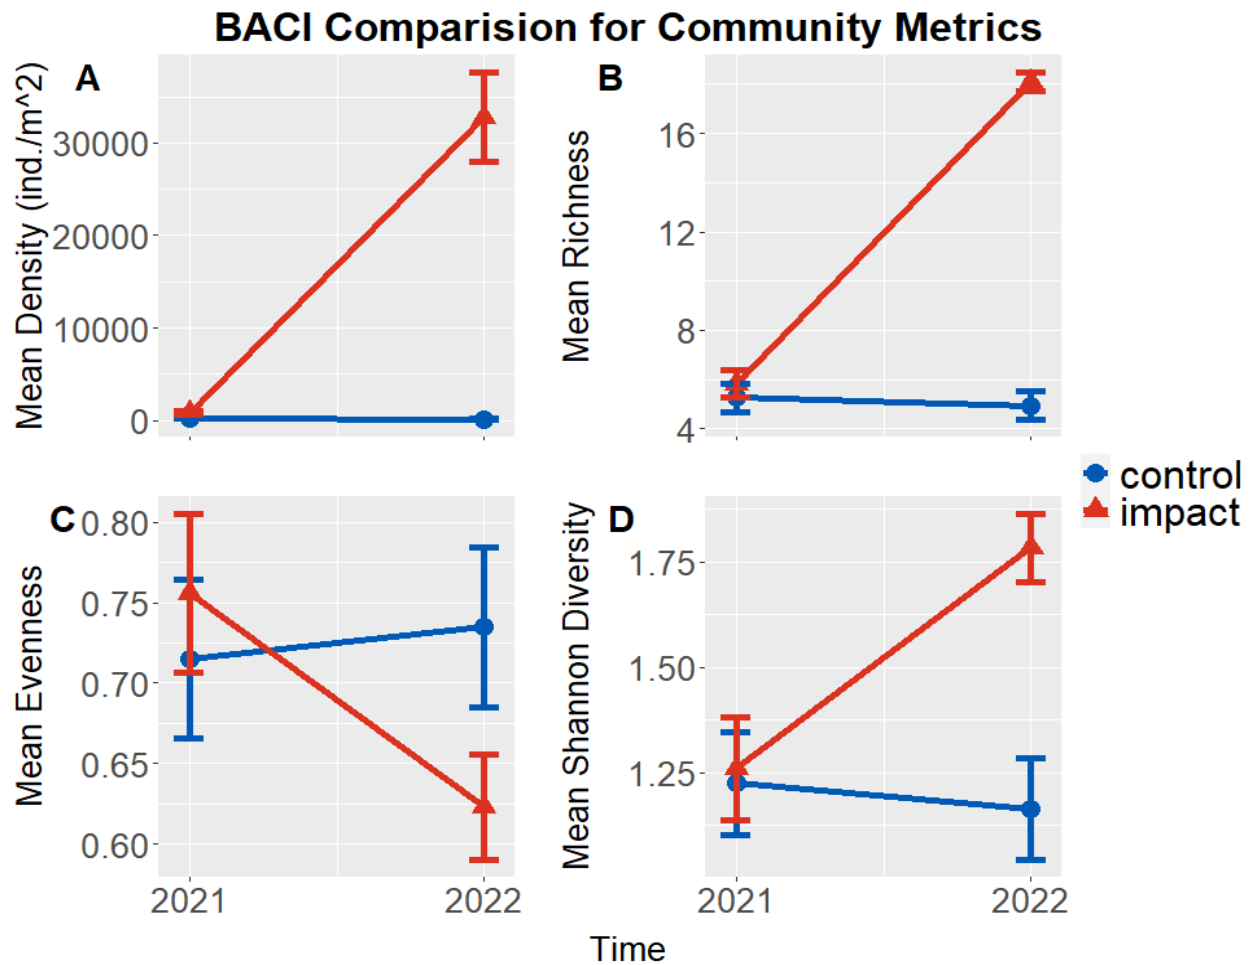 BACI Comparision for Community Metrics
A
Mean Density (ind./m^2)
30000
20000
10000
0
B
Mean Richness
16
12
8
4
C
Mean Evenness
0.80
0.75
0.70
0.65
0.60
2021
2022
D
Mean Shannon Diversity
1.75
1.50
1.25
2021
2022
Time
control
impact